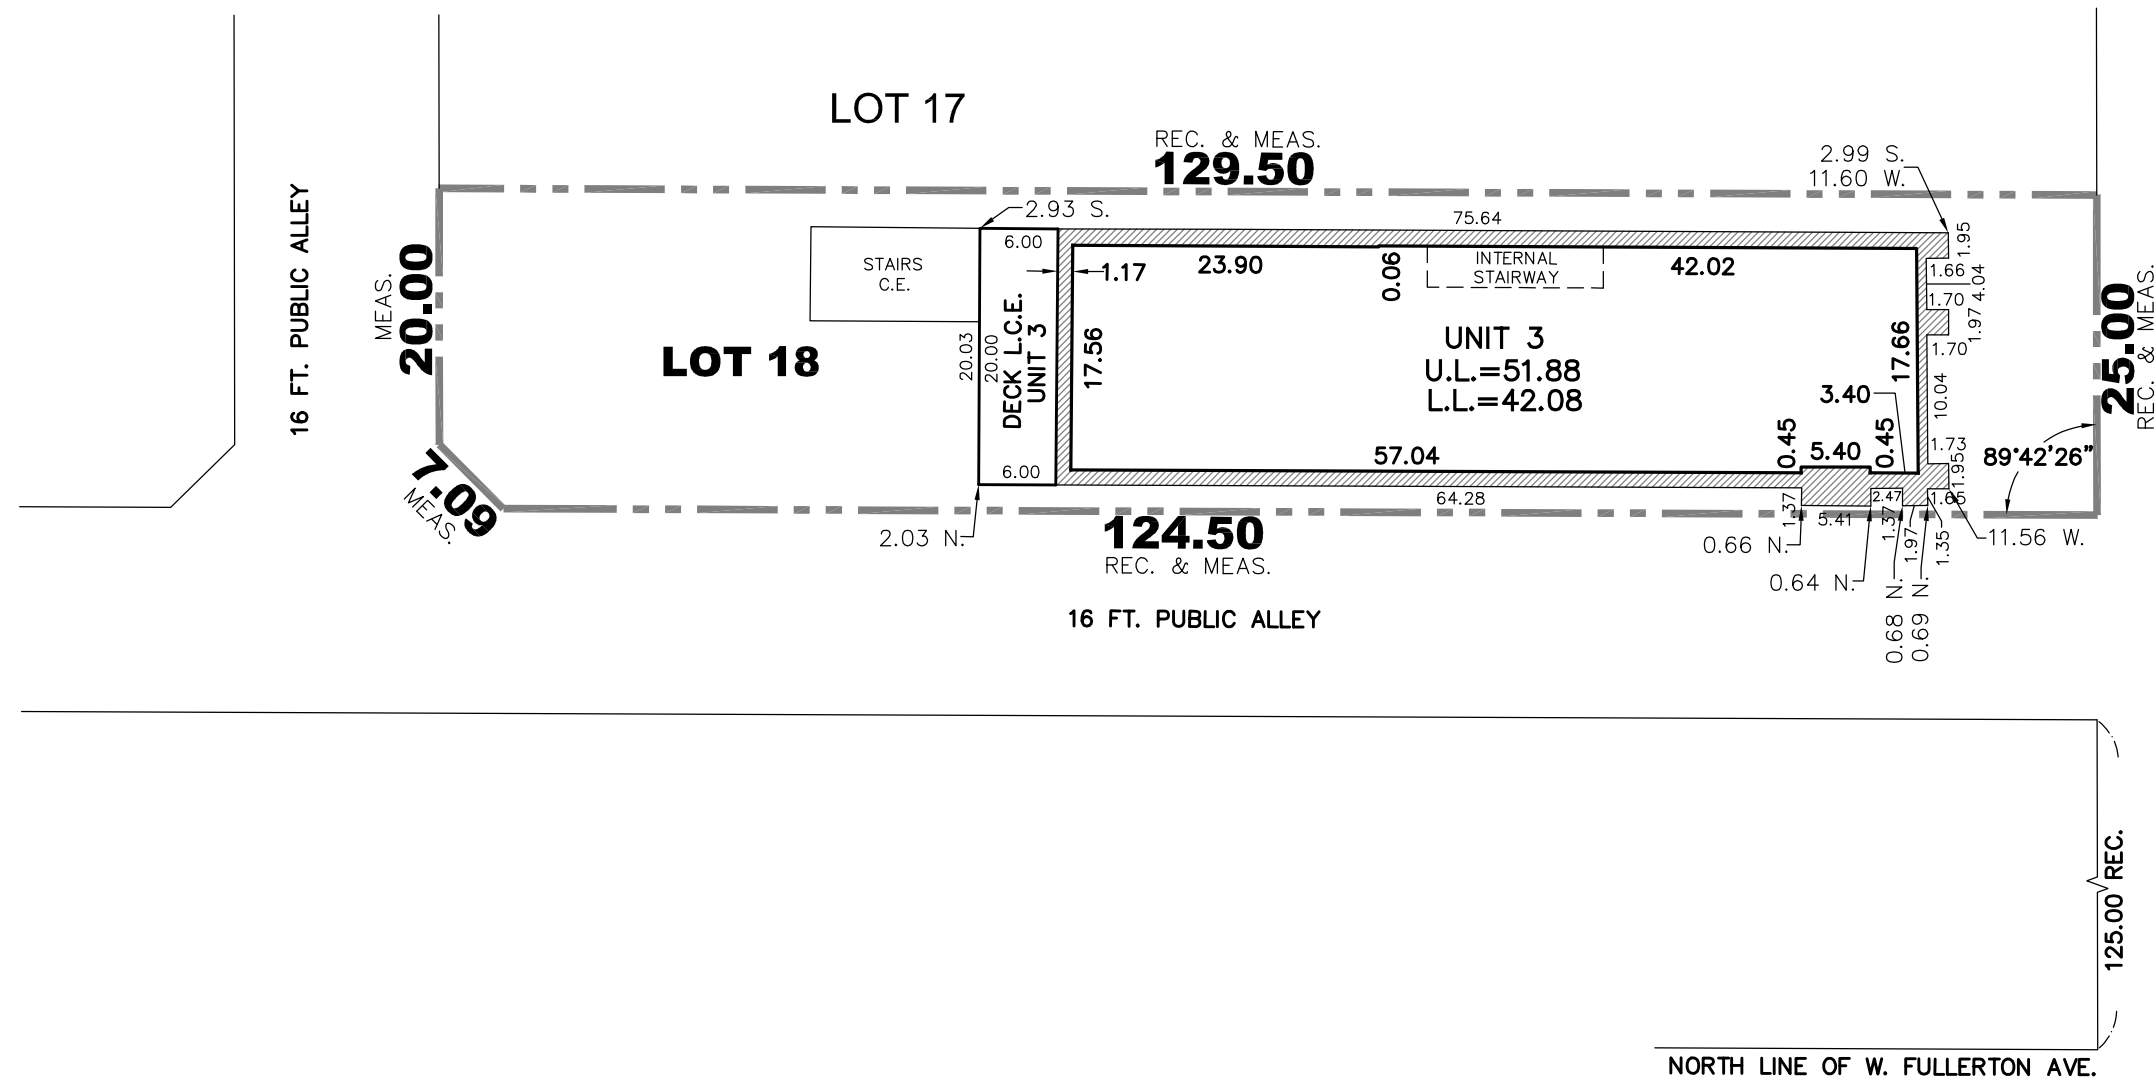 LOT 17
REC. & MEAS.
129.50
2.99 S.
11.60 W.
16 FT. PUBLIC ALLEY
MEAS.
20.00
2.93 S.
75.64
1.95
STAIRS
C.E.
6.00
1.17
23.90
0.06
INTERNAL
STAIRWAY
42.02
1.66
4.04
1.70
1.97
1.70
LOT 18
20.03
20.00
DECK L.C.E.
UNIT 3
17.56
UNIT 3
U.L.=51.88
L.L.=42.08
17.66
3.40
10.04
25.00
REC. & MEAS.
57.04
0.45
5.40
0.45
1.73
1.95
89°42'26"
6.00
64.28
1.37
5.41
2.47
1.37
1.97
1.65
1.35
7.09
MEAS.
2.03 N.
124.50
REC. & MEAS.
0.66 N.
0.64 N.
0.68 N.
0.69 N.
11.56 W.
16 FT. PUBLIC ALLEY
125.00 REC.
NORTH LINE OF W. FULLERTON AVE.